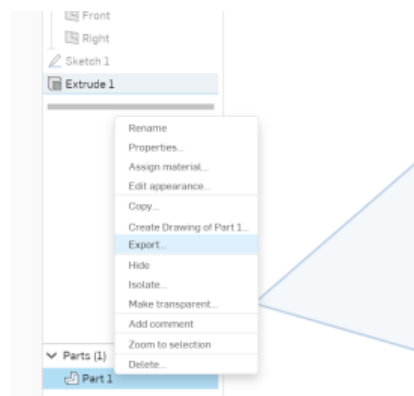 Front
Right
Sketch 1
Extrude 1
Rename
Properties...
Assign material...
Edit appearance...
Copy...
Create Drawing of Part 1...
Export...
Hide
Isolate...
Make transparent...
Add comment
Zoom to selection
Delete...
Parts (1)
Part 1